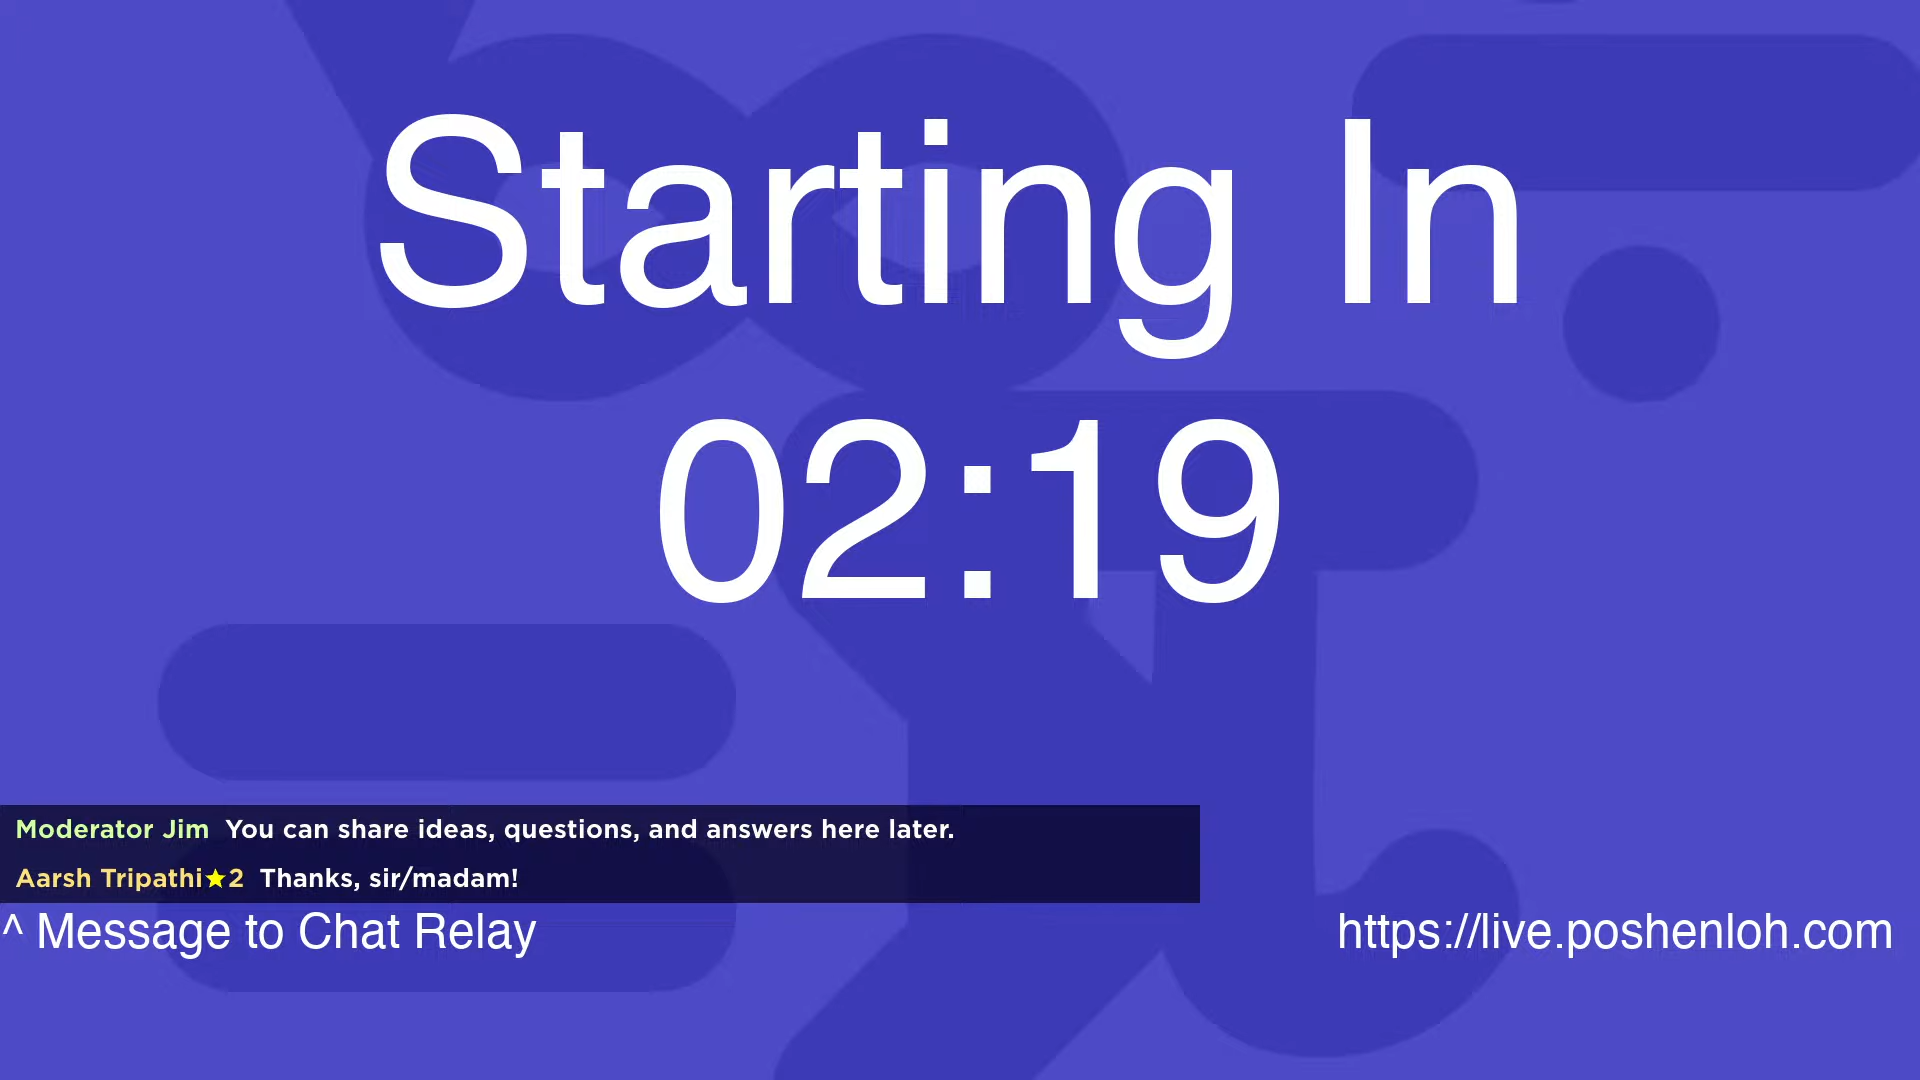 Starting In
02:19
Moderator Jim You can share ideas, questions, and answers here later.
Aarsh Tripathi★2 Thanks, sir/madam!
^ Message to Chat Relay
https://live.poshenloh.com